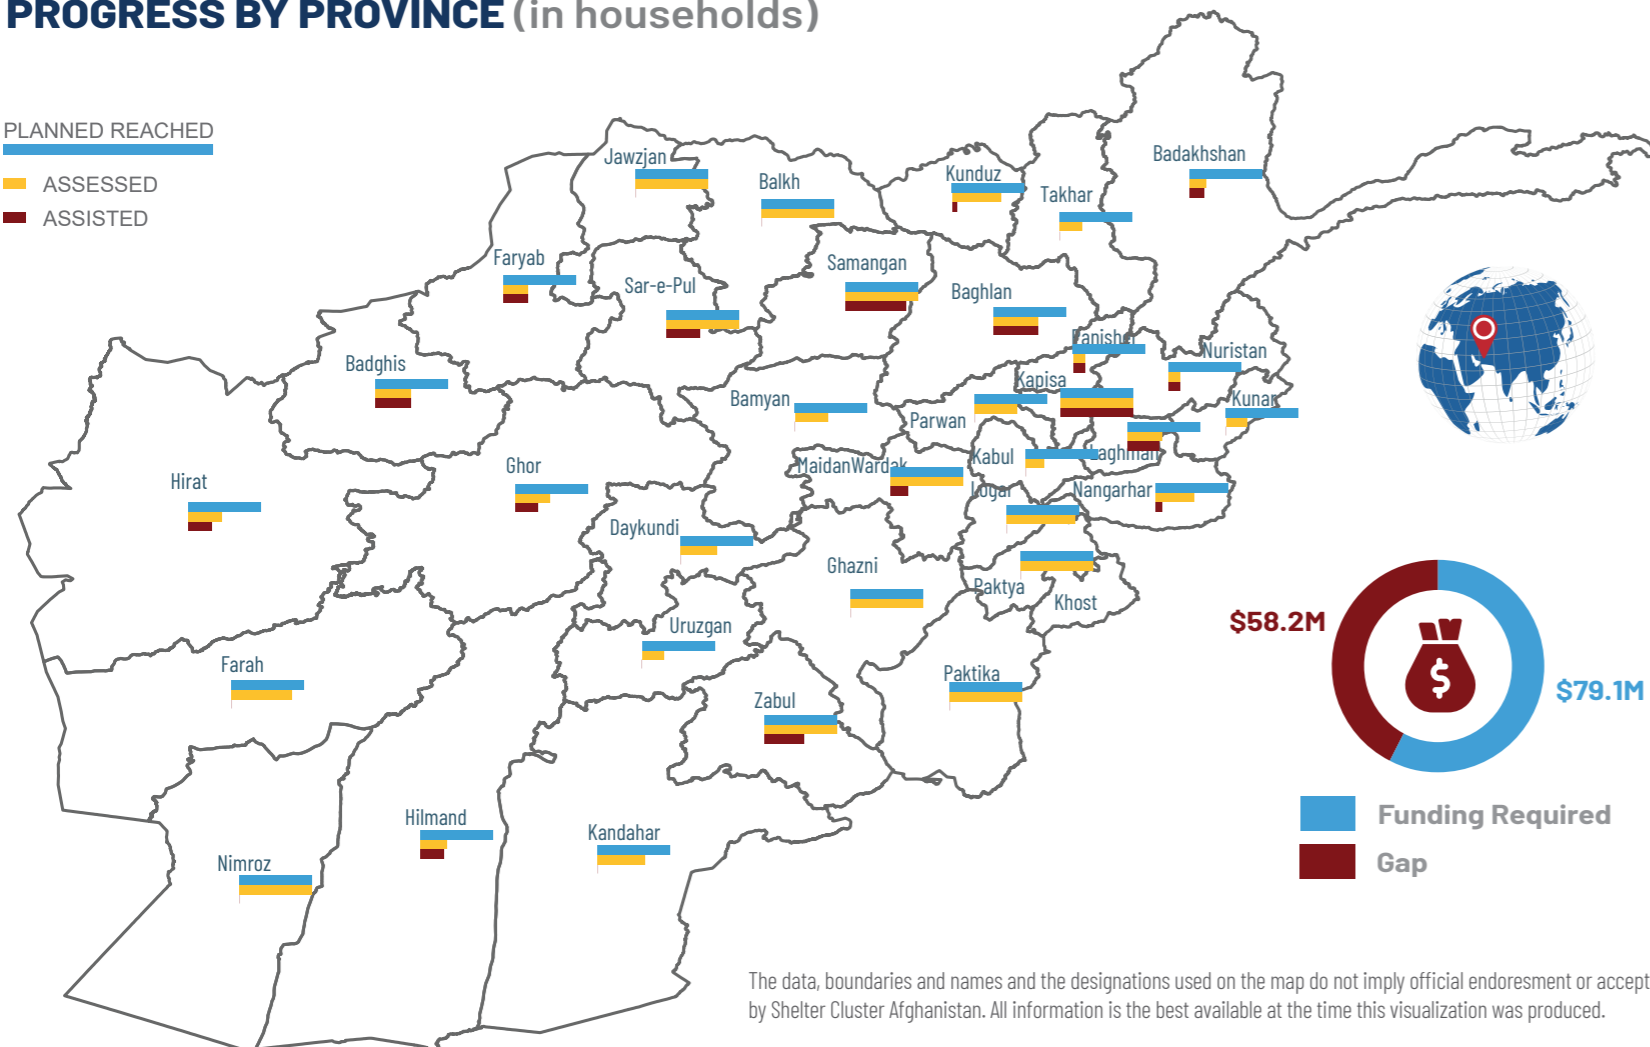 PROGRESS BY PROVINCE (in households)
PLANNED REACHED
ASSESSED
ASSISTED
Jawzjan
Balkh
Kunduz
Takhar
Badakhshan
Faryab
Sar-e-Pul
Samangan
Baghlan
Panisher
Nuristan
Badghis
Kapisa
Bamyan
Parwan
Kunar
Hirat
Ghor
MaidanWardak
Kabul
Laghman
Logar
Nangarhar
Daykundi
Ghazni
Paktya
Khost
Uruzgan
Farah
Paktika
Zabul
Hilmand
Kandahar
Nimroz
$58.2M
$
$79.1M
Funding Required
Gap
The data, boundaries and names and the designations used on the map do not imply official endoresment or accept
by Shelter Cluster Afghanistan. All information is the best available at the time this visualization was produced.